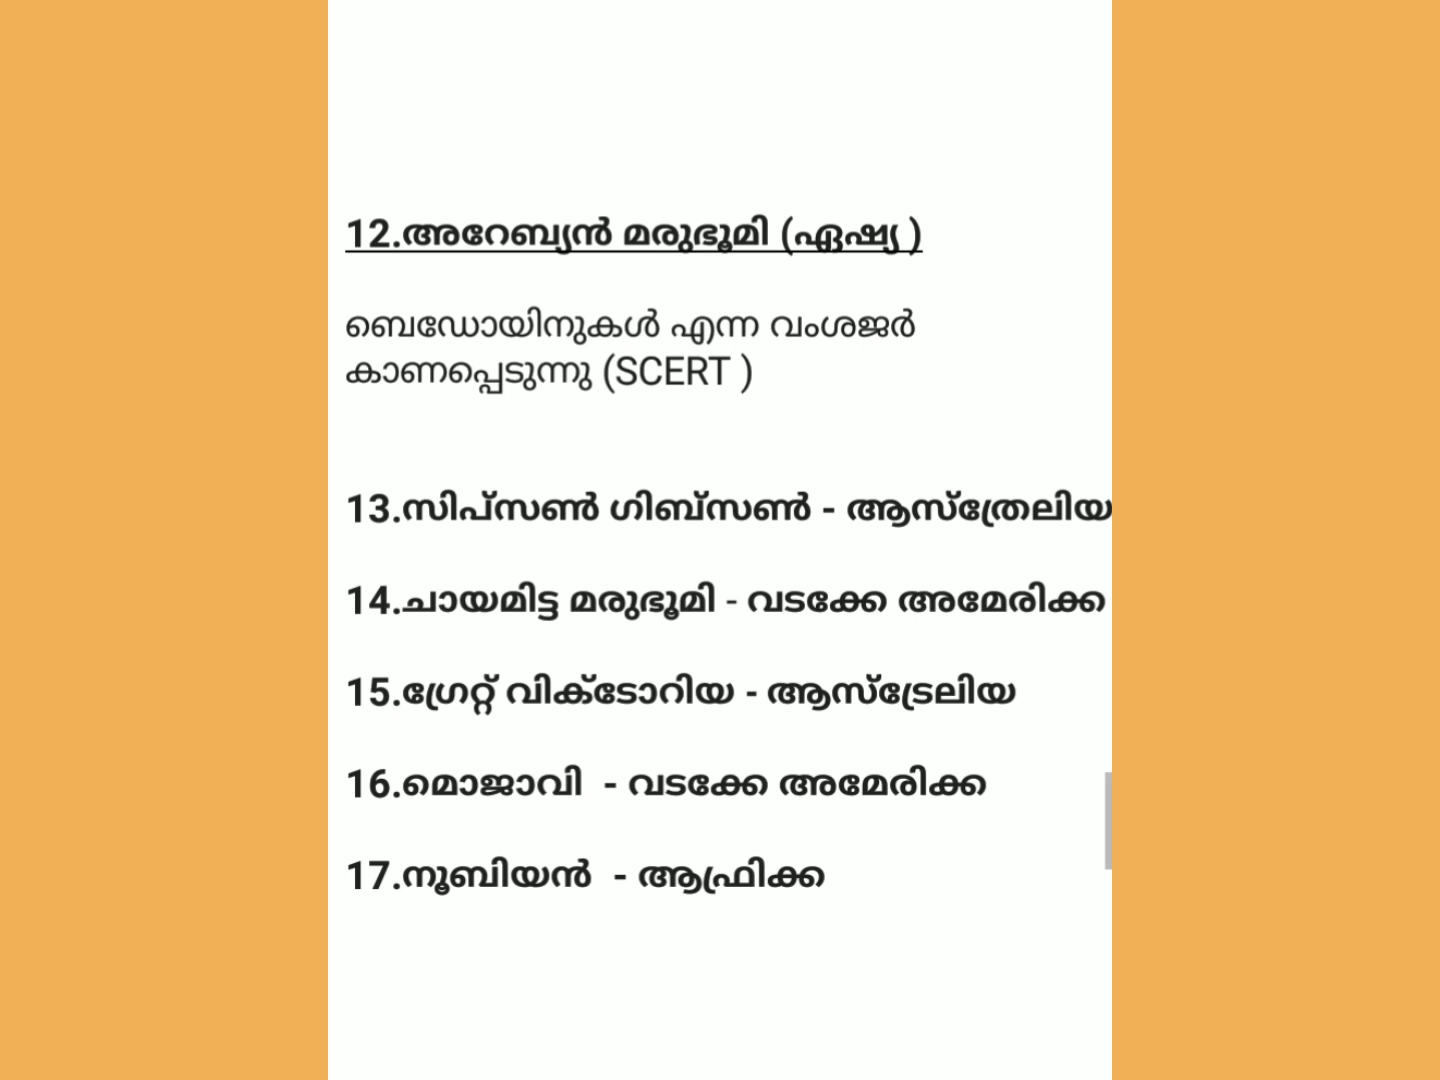 12.അറേബ്യൻ മരുഭൂമി (ഏഷ്യ )
ബെഡോയിനുകൾ എന്ന വംശജർ
കാണപ്പെടുന്നു (SCERT )
13.സിപ്സൺ ഗിബ്സൺ - ആസ്ത്രേലിയ
14.ചായമിട്ട മരുഭൂമി - വടക്കേ അമേരിക്ക
15.ഗ്രേറ്റ് വിക്ടോറിയ - ആസ്ട്രേലിയ
16.മൊജാവി - വടക്കേ അമേരിക്ക
17.നൂബിയൻ - ആഫ്രിക്ക